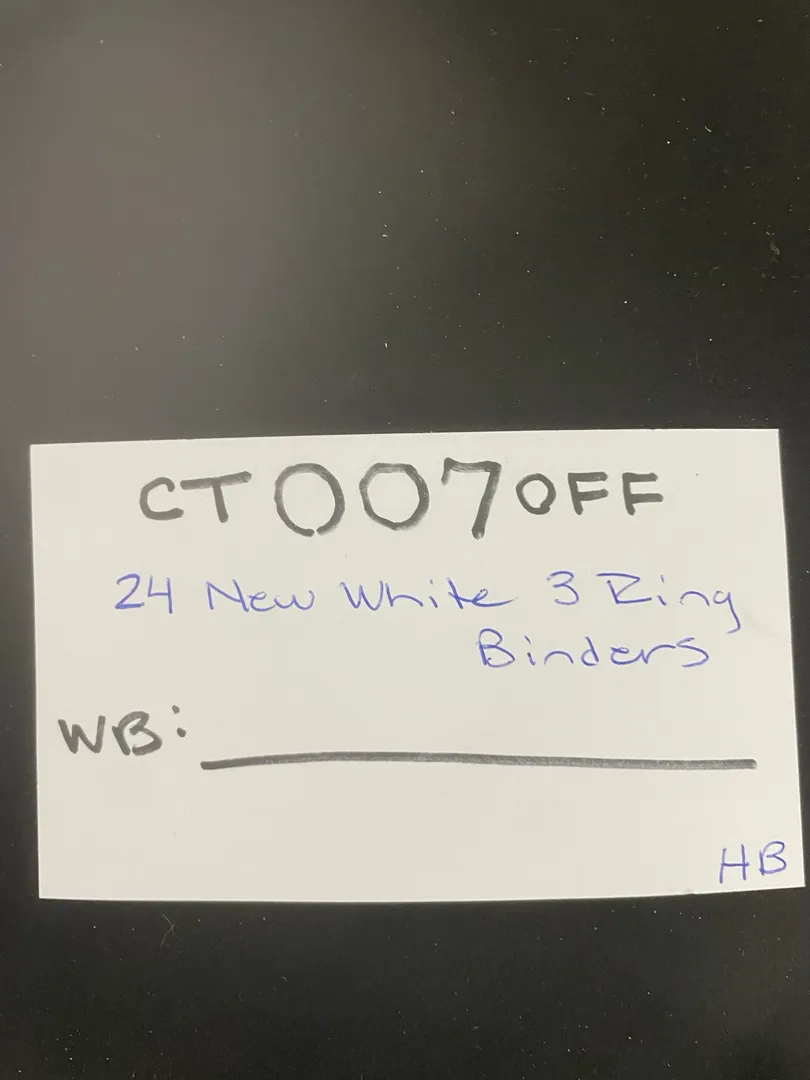 CT007OFF
24 New White 3 Ring
Binders
WB:
HB